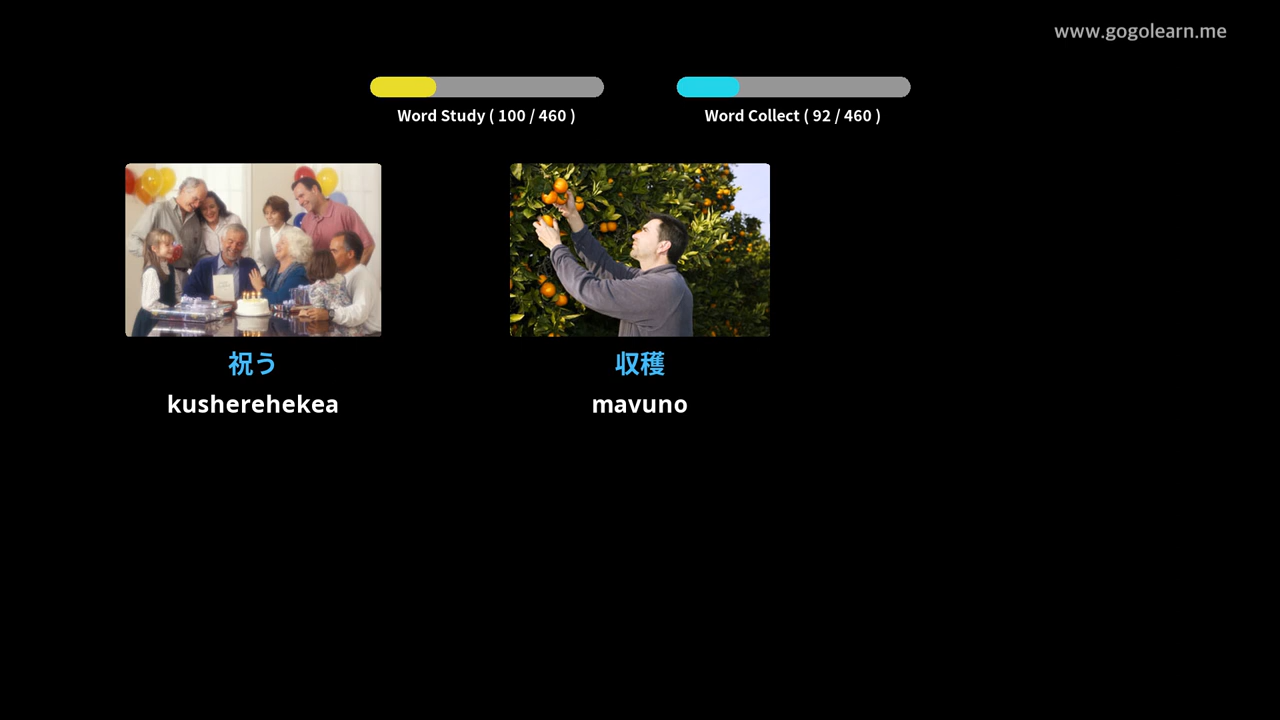 www.gogolearn.me
Word Study ( 100 / 460 )
Word Collect ( 92 / 460 )
祝う
kusherehekea
収穫
mavuno